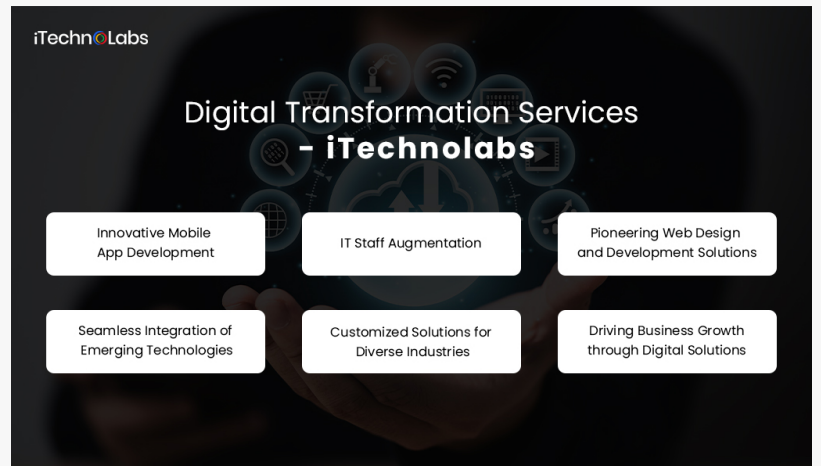 iTechnoLabs
Digital Transformation Services
– iTechnolabs
Innovative Mobile
App Development
IT Staff Augmentation
Pioneering Web Design
and Development Solutions
Seamless Integration of
Emerging Technologies
Customized Solutions for
Diverse Industries
Driving Business Growth
through Digital Solutions